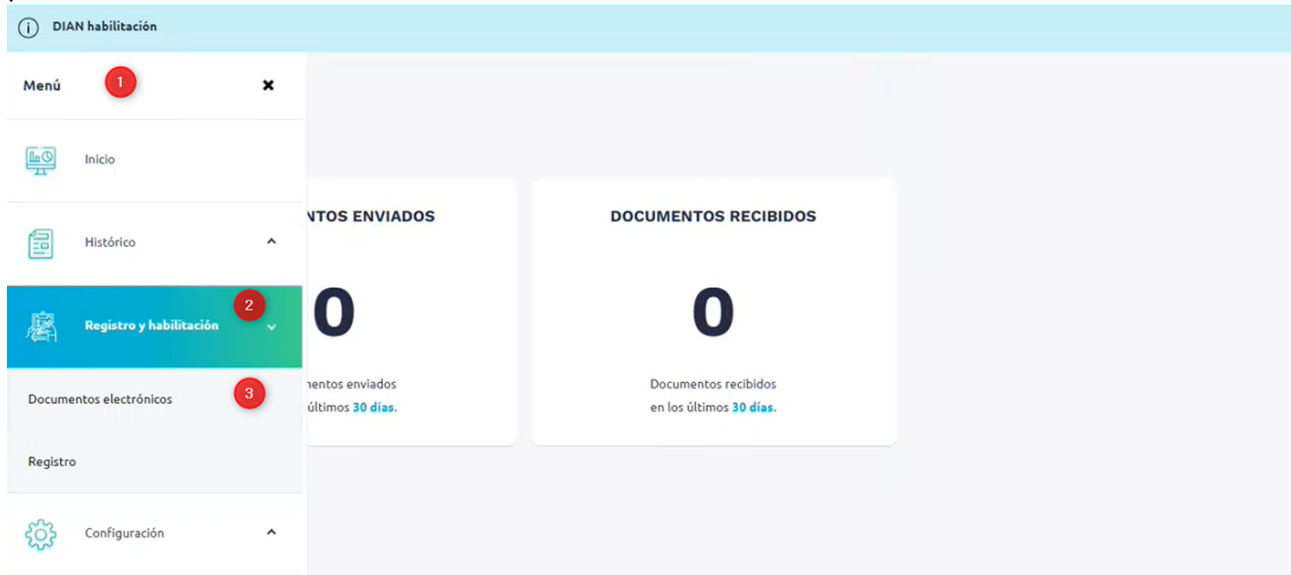 DIAN habilitación
Menú 1
Inicio
Histórico
Registro y habilitación 2
Documentos electrónicos 3
Registro
Configuración
NTOS ENVIADOS
0
entos enviados
últimos 30 días.
DOCUMENTOS RECIBIDOS
0
Documentos recibidos
en los últimos 30 días.